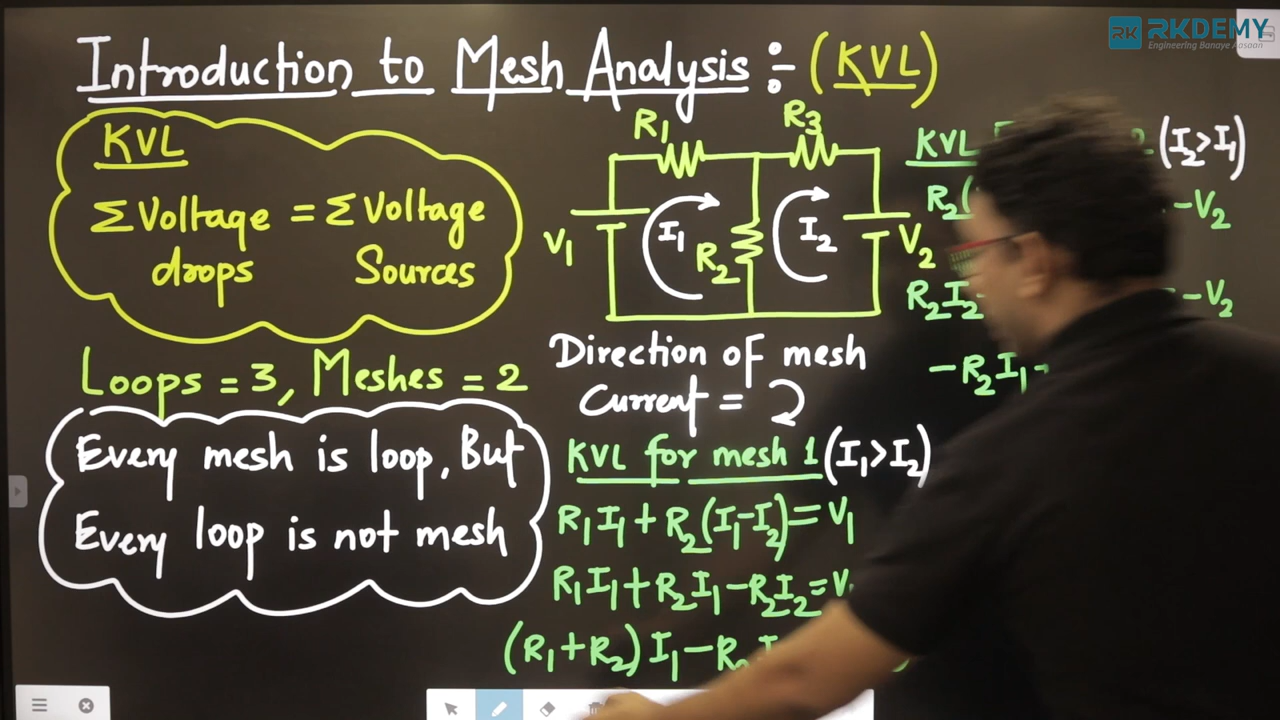 RK RKDEMY
Engineering Banaye Aasaan
Introduction to Mesh Analysis :- (KVL)
KVL
Σ Voltage = Σ Voltage
drops Sources
Loops = 3, Meshes = 2
Every mesh is loop, But
Every loop is not mesh
R₁
R₃
V₁
I₁
R₂
I₂
V₂
Direction of mesh
Current =
KVL for mesh 1 (I₁>I₂)
R₁I₁ + R₂(I₁-I₂) = V₁
R₁I₁ + R₂I₁ - R₂I₂ = V
(R₁+R₂) I₁ - R₂
KVL 2 (I₂>I₁)
R₂( -V₂
R₂I₂ -V₂
-R₂I₁